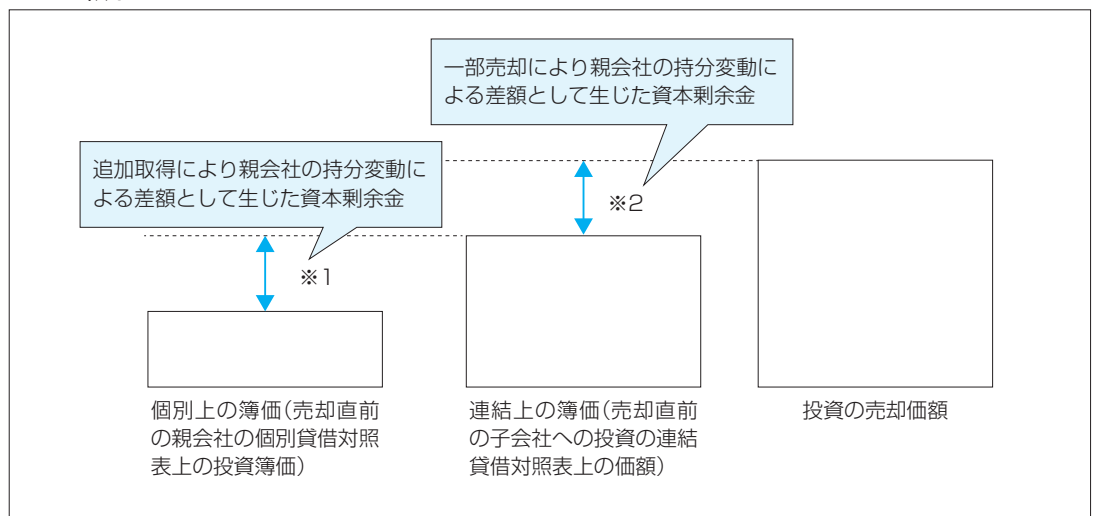 一部売却により親会社の持分変動に
よる差額として生じた資本剰余金
追加取得により親会社の持分変動に
よる差額として生じた資本剰余金
※2
※1
個別上の簿価(売却直前
の親会社の個別貸借対照
表上の投資簿価)
連結上の簿価(売却直前
の子会社への投資の連結
貸借対照表上の価額)
投資の売却価額